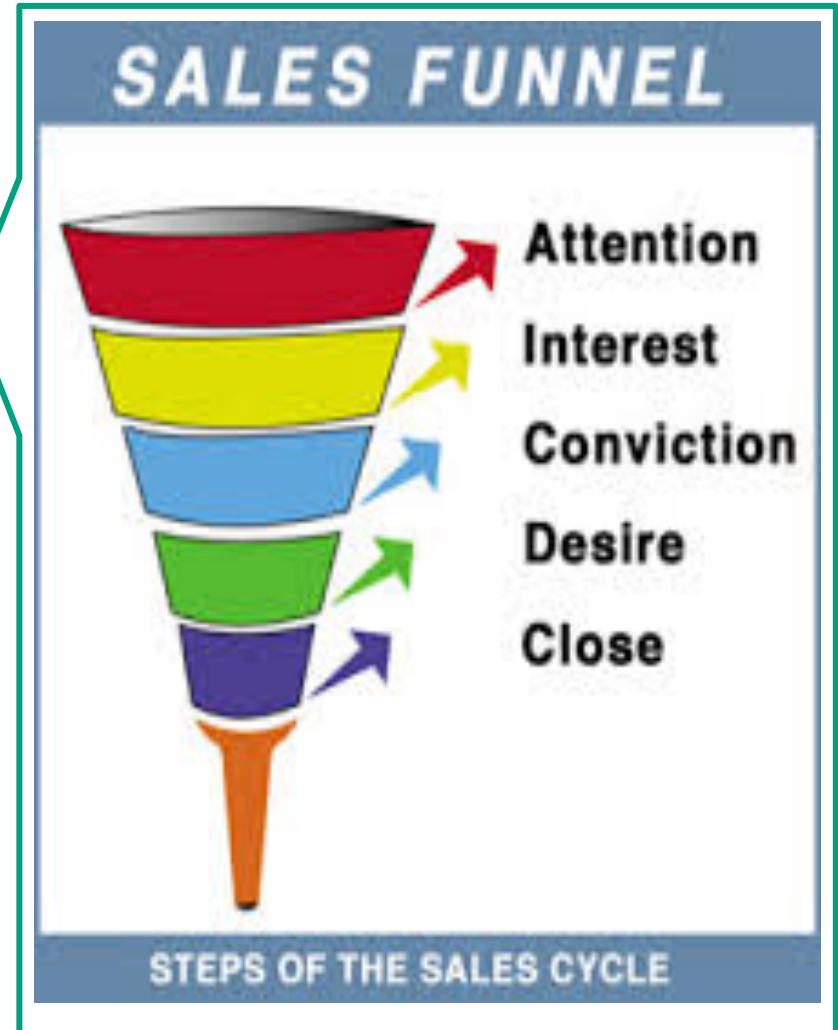 SALES FUNNEL
Attention
Interest
Conviction
Desire
Close
STEPS OF THE SALES CYCLE